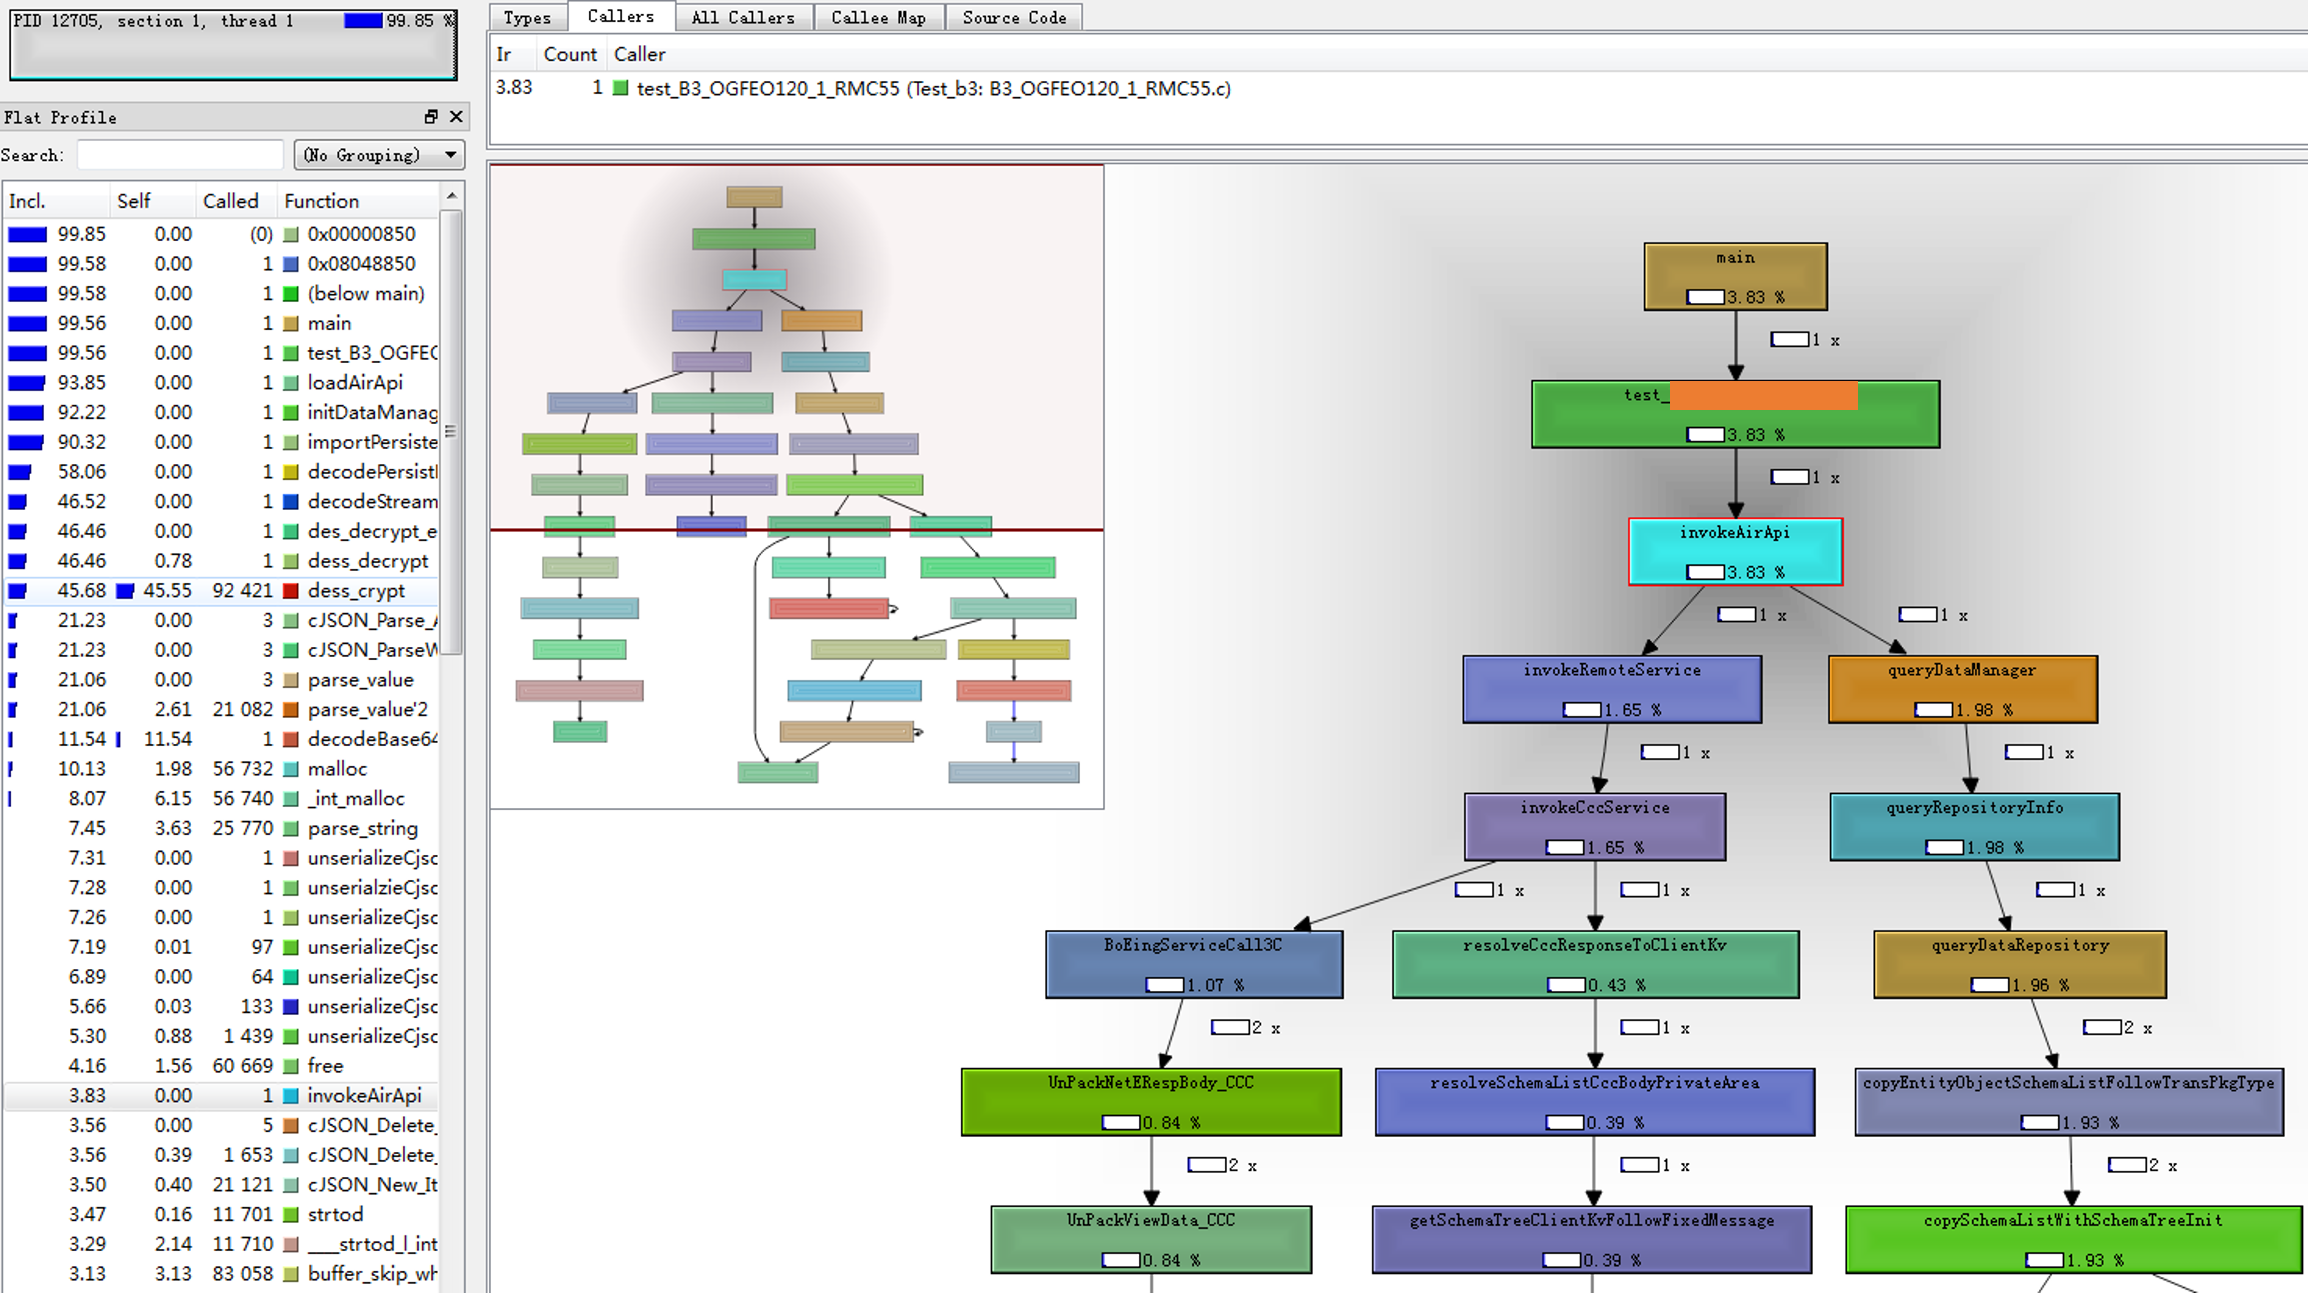 PID 12705, section 1, thread 1 99.85 %
Flat Profile
Search: (No Grouping)
Incl. Self Called Function
99.85 0.00 (0) 0x00000850
99.58 0.00 1 0x08048850
99.58 0.00 1 (below main)
99.56 0.00 1 main
99.56 0.00 1 test_B3_OGFEC
93.85 0.00 1 loadAirApi
92.22 0.00 1 initDataManag
90.32 0.00 1 importPersiste
58.06 0.00 1 decodePersist
46.52 0.00 1 decodeStream
46.46 0.00 1 des_decrypt_e
46.46 0.78 1 dess_decrypt
45.68 45.55 92 421 dess_crypt
21.23 0.00 3 cJSON_Parse_
21.23 0.00 3 cJSON_ParseW
21.06 0.00 3 parse_value
21.06 2.61 21 082 parse_value'2
11.54 11.54 1 decodeBase64
10.13 1.98 56 732 malloc
8.07 6.15 56 740 _int_malloc
7.45 3.63 25 770 parse_string
7.31 0.00 1 unserializeCjsc
7.28 0.00 1 unserialzieCjsc
7.26 0.00 1 unserializeCjsc
7.19 0.01 97 unserializeCjsc
6.89 0.00 64 unserializeCjsc
5.66 0.03 133 unserializeCjsc
5.30 0.88 1 439 unserializeCjsc
4.16 1.56 60 669 free
3.83 0.00 1 invokeAirApi
3.56 0.00 5 cJSON_Delete_
3.56 0.39 1 653 cJSON_Delete_
3.50 0.40 21 121 cJSON_New_It
3.47 0.16 11 701 strtod
3.29 2.14 11 710 ___strtod_l_int
3.13 3.13 83 058 buffer_skip_wh
Types Callers All Callers Callee Map Source Code
Ir Count Caller
3.83 1 test_B3_OGFEO120_1_RMC55 (Test_b3: B3_OGFEO120_1_RMC55.c)
main
3.83 %
1 x
test_
3.83 %
1 x
invokeAirApi
3.83 %
1 x 1 x
invokeRemoteService queryDataManager
1.65 % 1.98 %
1 x 1 x
invokeCccService queryRepositoryInfo
1.65 % 1.98 %
1 x 1 x 1 x
BoEingServiceCall3C resolveCccResponseToClientKv queryDataRepository
1.07 % 0.43 % 1.96 %
2 x 1 x 2 x
UnPackNetERespBody_CCC resolveSchemaListCccBodyPrivateArea copyEntityObjectSchemaListFollowTransPkgType
0.84 % 0.39 % 1.93 %
2 x 1 x 2 x
UnPackViewData_CCC getSchemaTreeClientKvFollowFixedMessage copySchemaListWithSchemaTreeInit
0.84 % 0.39 % 1.93 %